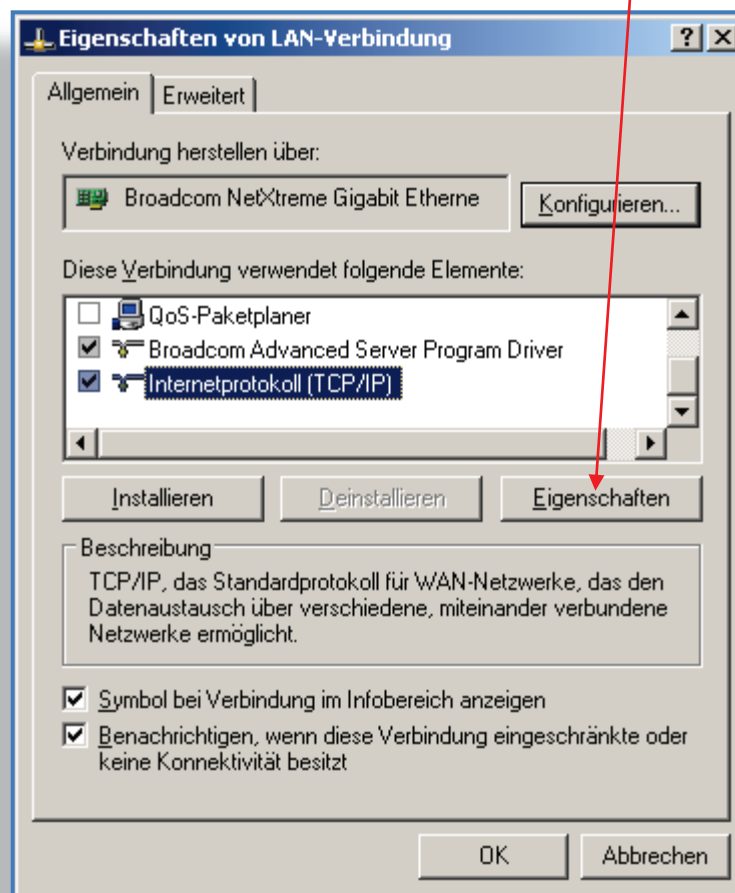 Eigenschaften von LAN-Verbindung
Allgemein
Erweitert
Verbindung herstellen über:
Broadcom NetXtreme Gigabit Etherne
Konfigurieren...
Diese Verbindung verwendet folgende Elemente:
QoS-Paketplaner
Broadcom Advanced Server Program Driver
Internetprotokoll (TCP/IP)
Installieren
Deinstallieren
Eigenschaften
Beschreibung
TCP/IP, das Standardprotokoll für WAN-Netzwerke, das den
Datenaustausch über verschiedene, miteinander verbundene
Netzwerke ermöglicht.
Symbol bei Verbindung im Infobereich anzeigen
Benachrichtigen, wenn diese Verbindung eingeschränkte oder
keine Konnektivität besitzt
OK
Abbrechen